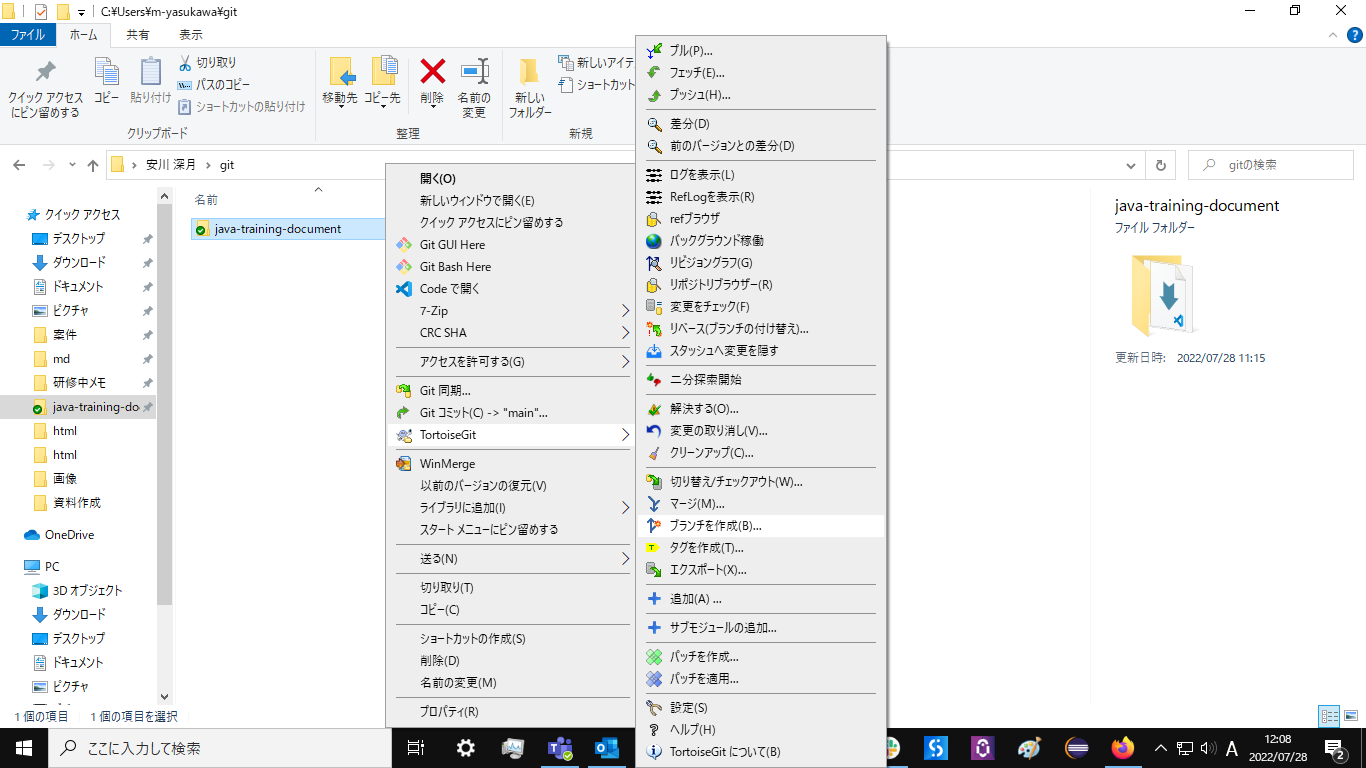 C:¥Users¥m-yasukawa¥git
ファイル
ホーム
共有
表示
クイック アクセス
にピン留めする
コピー
貼り付け
切り取り
パスのコピー
ショートカットの貼り付け
クリップボード
移動先
コピー先
削除
名前の
変更
整理
新しい
フォルダー
新しいアイテ
ショートカット
新規
安川 深月
git
gitの検索
クイック アクセス
デスクトップ
ダウンロード
ドキュメント
ピクチャ
案件
md
研修中メモ
java-training-do
html
html
画像
資料作成
OneDrive
PC
3D オブジェクト
ダウンロード
デスクトップ
ドキュメント
ピクチャ
1 個の項目
1 個の項目を選択
名前
java-training-document
開く(O)
新しいウィンドウで開く(E)
クイック アクセスにピン留めする
Git GUI Here
Git Bash Here
Code で開く
7-Zip
CRC SHA
アクセスを許可する(G)
Git 同期...
Git コミット(C) -> "main"...
TortoiseGit
WinMerge
以前のバージョンの復元(V)
ライブラリに追加(I)
スタート メニューにピン留めする
送る(N)
切り取り(T)
コピー(C)
ショートカットの作成(S)
削除(D)
名前の変更(M)
プロパティ(R)
プル(P)...
フェッチ(E)...
プッシュ(H)...
差分(D)
前のバージョンとの差分(D)
ログを表示(L)
RefLogを表示(R)
refブラウザ
バックグラウンド稼働
リビジョングラフ(G)
リポジトリブラウザー(R)
変更をチェック(F)
リベース(ブランチの付け替え)...
スタッシュへ変更を隠す
二分探索開始
解決する(O)...
変更の取り消し(V)...
クリーンアップ(C)...
切り替え/チェックアウト(W)...
マージ(M)...
ブランチを作成(B)...
タグを作成(T)...
エクスポート(X)...
追加(A) ...
サブモジュールの追加...
パッチを作成...
パッチを適用...
設定(S)
ヘルプ(H)
TortoiseGit について(B)
java-training-document
ファイル フォルダー
更新日時: 2022/07/28 11:15
ここに入力して検索
A
12:08
2022/07/28
2